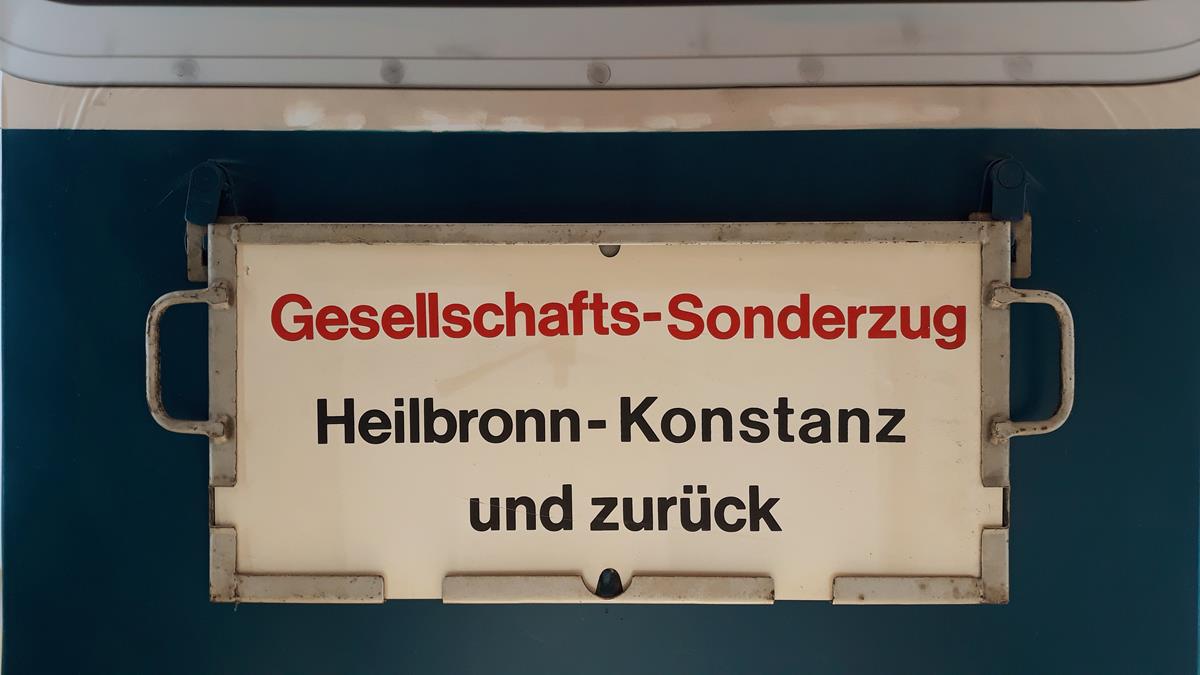 Gesellschafts-Sonderzug
Heilbronn-Konstanz
und zurück